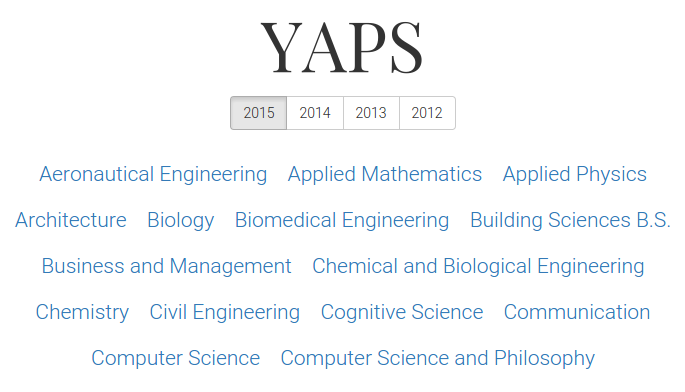 YAPS
2015 2014 2013 2012
Aeronautical Engineering Applied Mathematics Applied Physics
Architecture Biology Biomedical Engineering Building Sciences B.S.
Business and Management Chemical and Biological Engineering
Chemistry Civil Engineering Cognitive Science Communication
Computer Science Computer Science and Philosophy